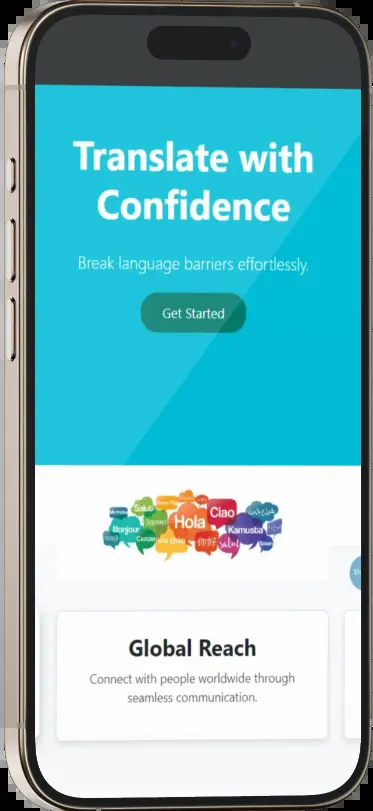 Translate with
Confidence
Break language barriers effortlessly.
Get Started
Salut
Hola
Ciao
Bonjour
Kamusta
Global Reach
Connect with people worldwide through
seamless communication.